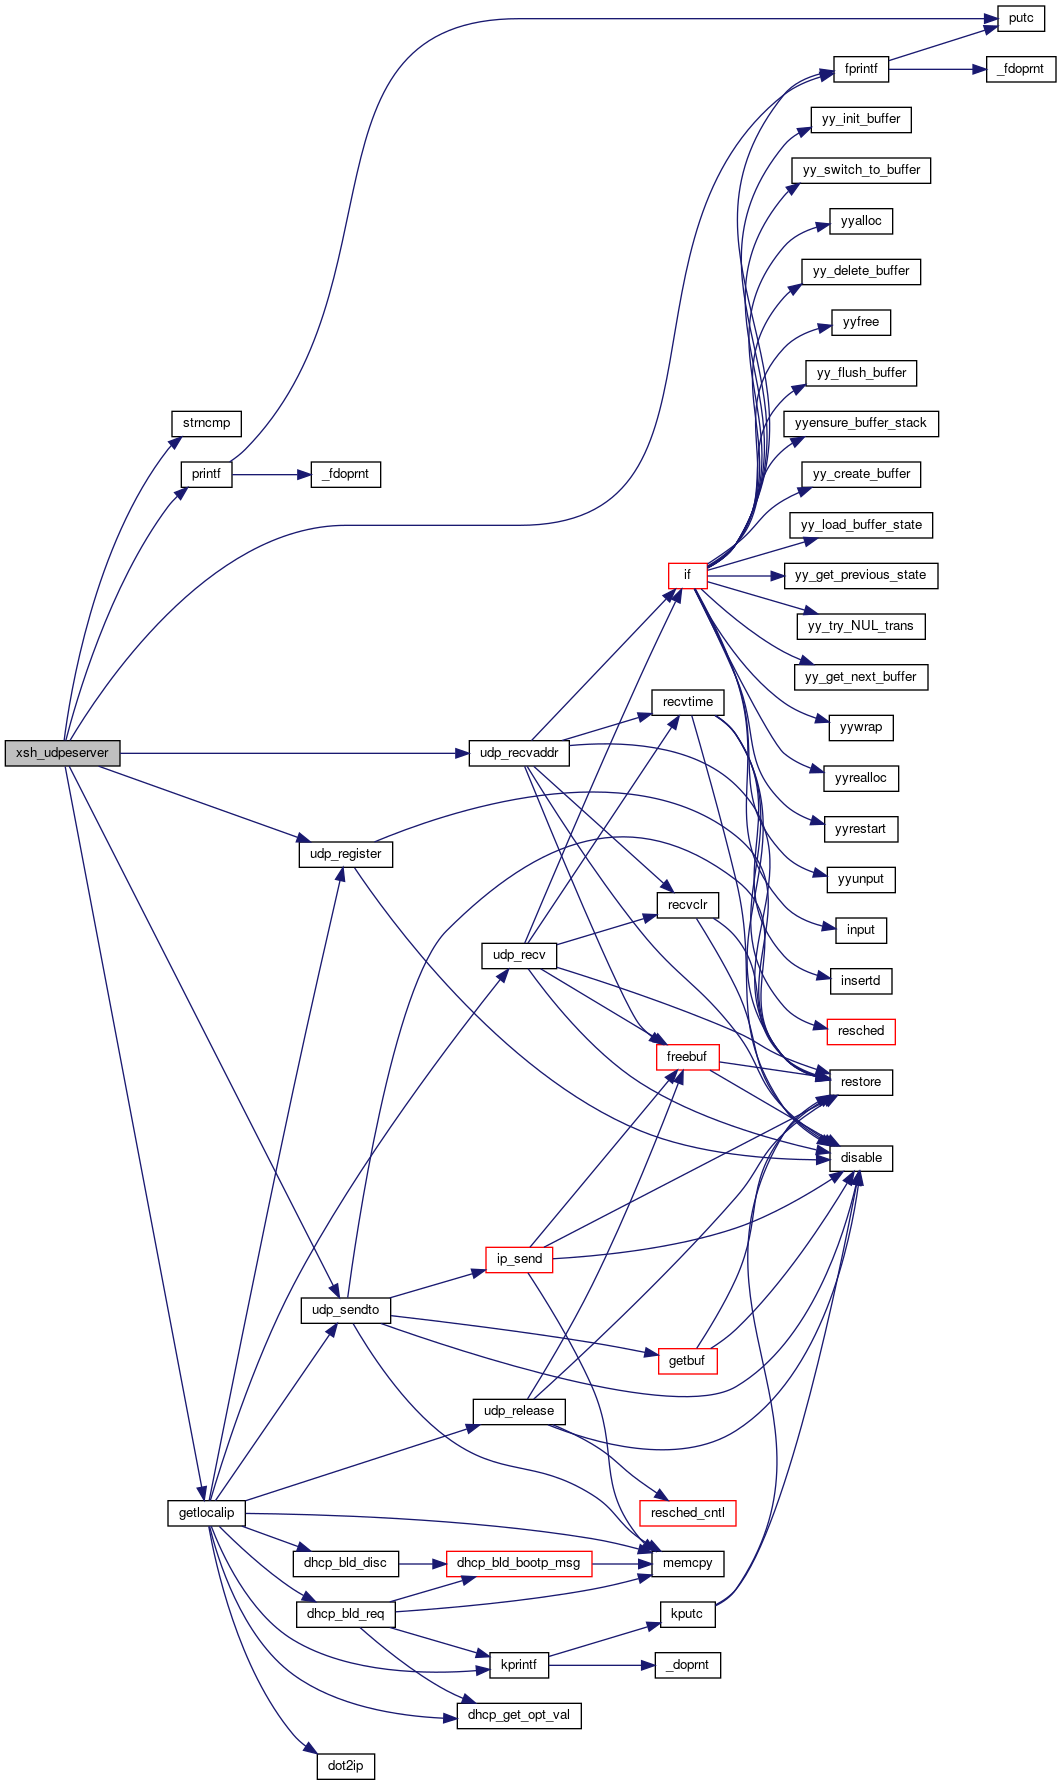 putc
fprintf
_fdoprnt
yy_init_buffer
yy_switch_to_buffer
yyalloc
yy_delete_buffer
yyfree
yy_flush_buffer
strncmp
yyensure_buffer_stack
printf
_fdoprnt
yy_create_buffer
yy_load_buffer_state
if
yy_get_previous_state
yy_try_NUL_trans
yy_get_next_buffer
recvtime
yywrap
xsh_udpeserver
udp_recvaddr
yyrealloc
yyrestart
udp_register
yyunput
recvclr
input
udp_recv
insertd
resched
freebuf
restore
disable
ip_send
udp_sendto
getbuf
udp_release
getlocalip
resched_cntl
dhcp_bld_disc
dhcp_bld_bootp_msg
memcpy
dhcp_bld_req
kputc
kprintf
_doprnt
dhcp_get_opt_val
dot2ip